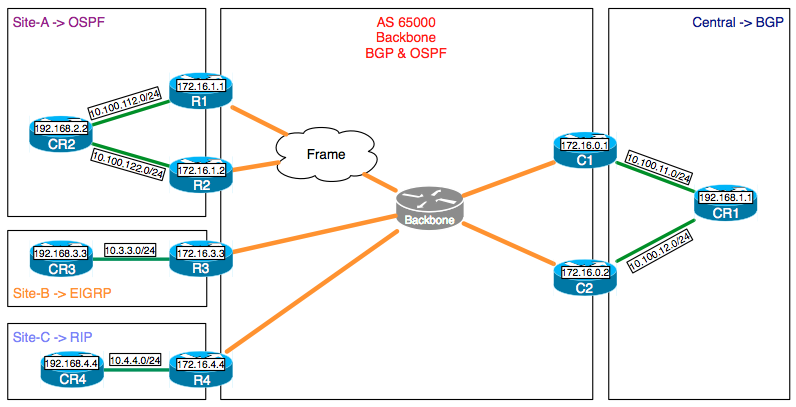 Site-A -> OSPF
AS 65000
Backbone
BGP & OSPF
Central -> BGP
172.16.1.1
R1
10.100.112.0/24
192.168.2.2
CR2
10.100.122.0/24
172.16.1.2
R2
Frame
172.16.0.1
C1
10.100.11.0/24
192.168.1.1
CR1
Backbone
10.100.12.0/24
172.16.0.2
C2
192.168.3.3
CR3
10.3.3.0/24
172.16.3.3
R3
Site-B -> EIGRP
Site-C -> RIP
192.168.4.4
CR4
10.4.4.0/24
172.16.4.4
R4